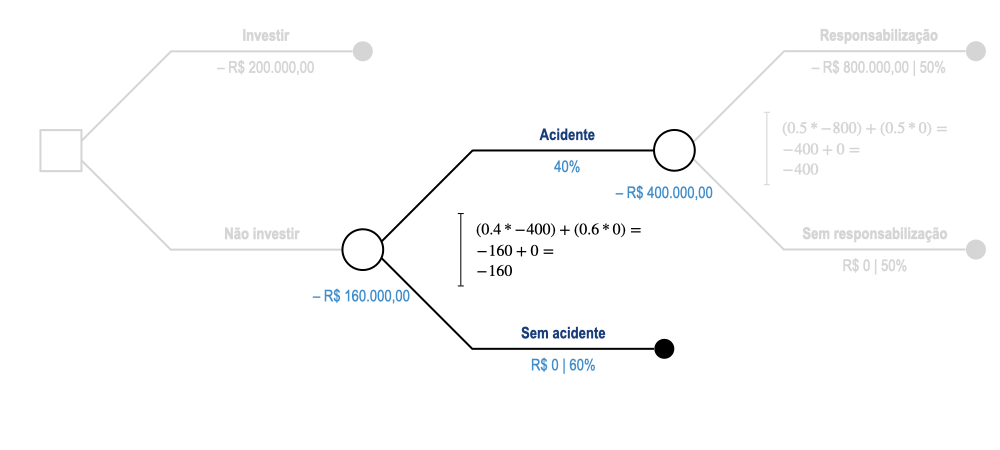 Investir
– R$ 200.000,00
Responsabilização
– R$ 800.000,00 | 50%
(0.5 * −800) + (0.5 * 0) =
−400 + 0 =
−400
Acidente
40%
– R$ 400.000,00
Não investir
– R$ 160.000,00
(0.4 * −400) + (0.6 * 0) =
−160 + 0 =
−160
Sem responsabilização
R$ 0 | 50%
Sem acidente
R$ 0 | 60%